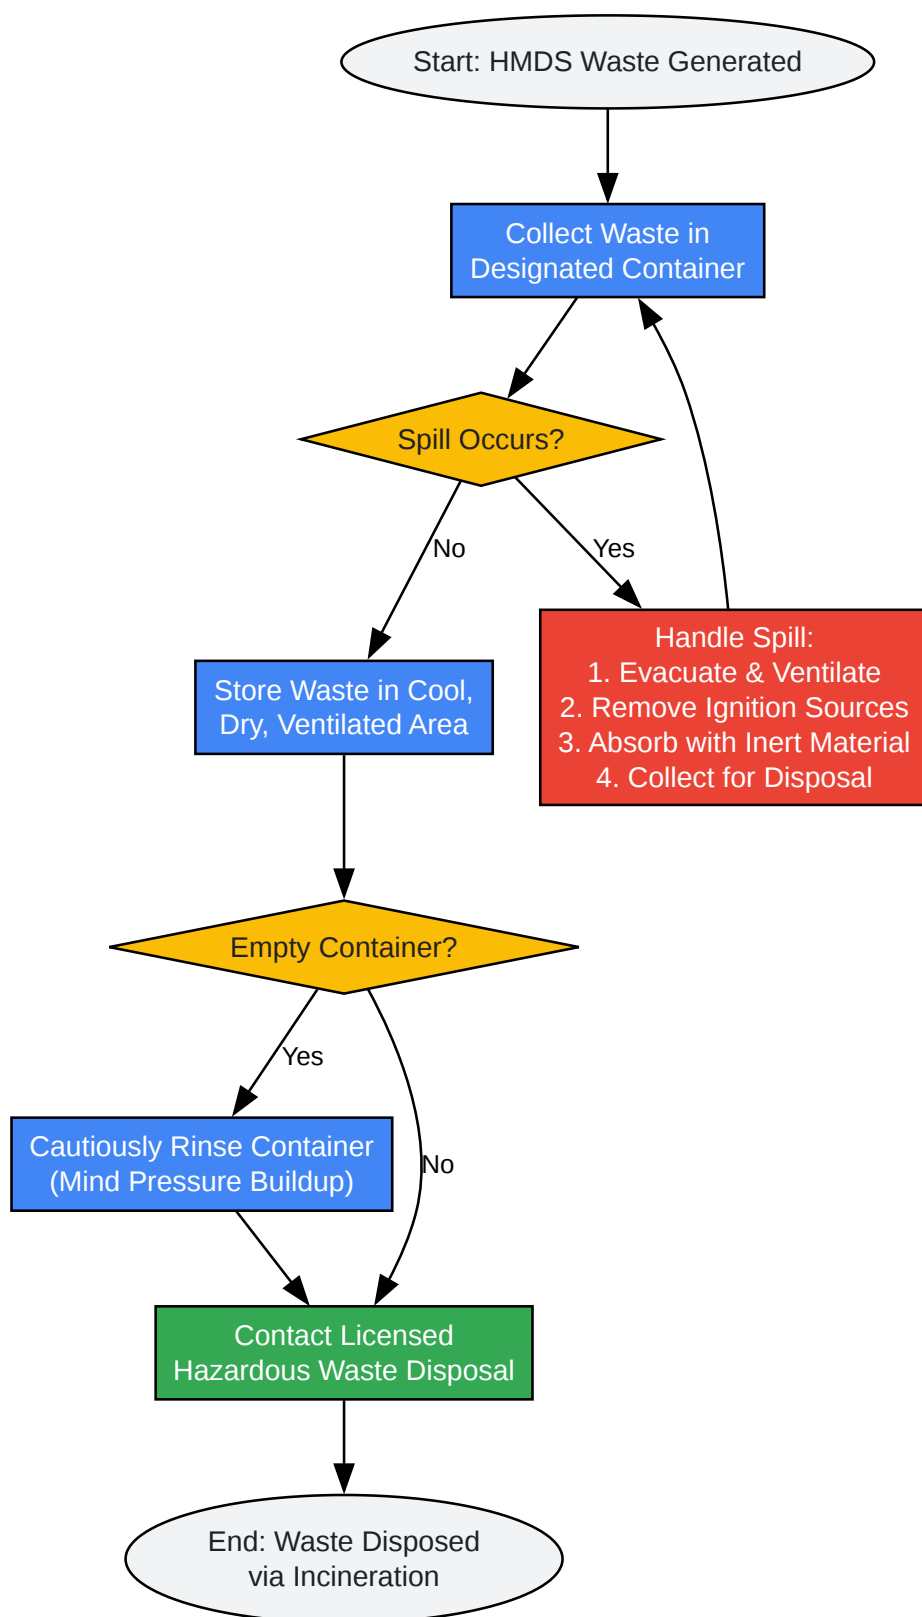 Start: HMDS Waste Generated
Collect Waste in
Designated Container
Spill Occurs?
No
Yes
Handle Spill:
1. Evacuate & Ventilate
2. Remove Ignition Sources
3. Absorb with Inert Material
4. Collect for Disposal
Store Waste in Cool,
Dry, Ventilated Area
Empty Container?
Yes
Cautiously Rinse Container
(Mind Pressure Buildup)
No
Contact Licensed
Hazardous Waste Disposal
End: Waste Disposed
via Incineration